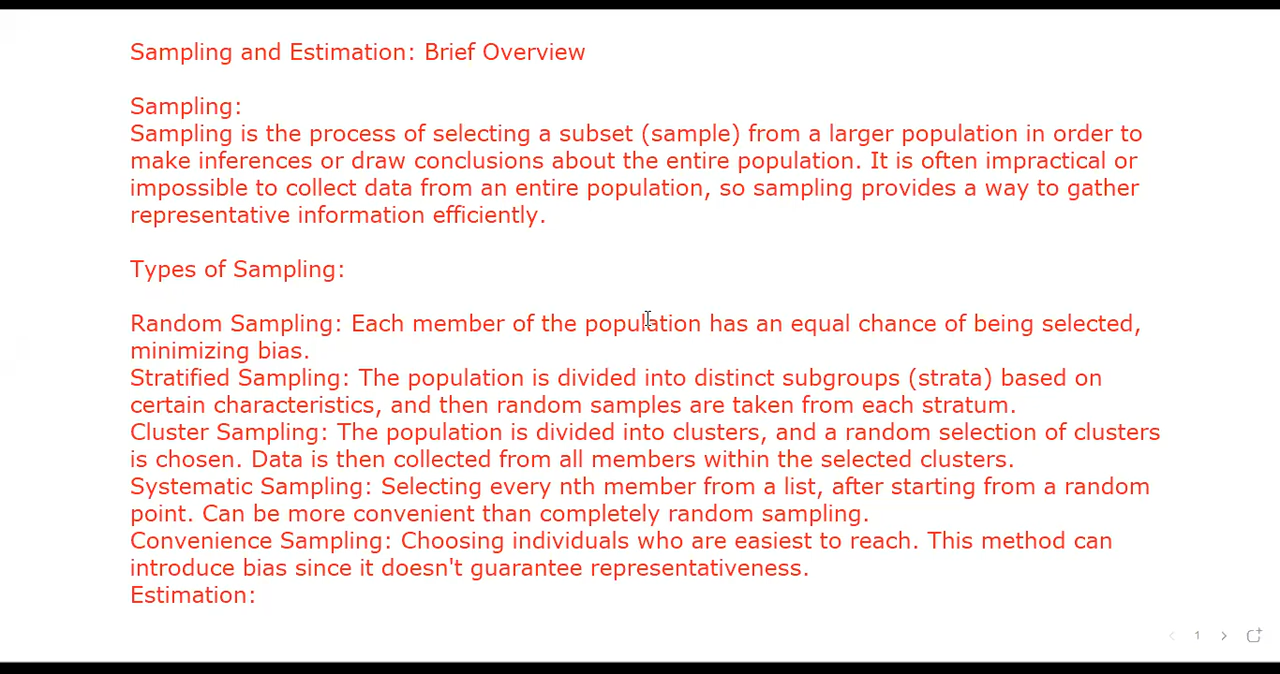 Sampling and Estimation: Brief Overview
Sampling:
Sampling is the process of selecting a subset (sample) from a larger population in order to
make inferences or draw conclusions about the entire population. It is often impractical or
impossible to collect data from an entire population, so sampling provides a way to gather
representative information efficiently.
Types of Sampling:
Random Sampling: Each member of the population has an equal chance of being selected,
minimizing bias.
Stratified Sampling: The population is divided into distinct subgroups (strata) based on
certain characteristics, and then random samples are taken from each stratum.
Cluster Sampling: The population is divided into clusters, and a random selection of clusters
is chosen. Data is then collected from all members within the selected clusters.
Systematic Sampling: Selecting every nth member from a list, after starting from a random
point. Can be more convenient than completely random sampling.
Convenience Sampling: Choosing individuals who are easiest to reach. This method can
introduce bias since it doesn't guarantee representativeness.
Estimation:
1